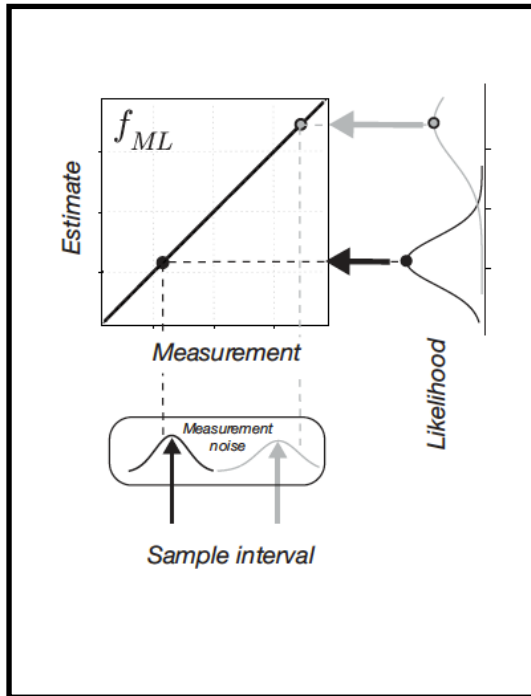 f_ML
Estimate
Measurement
Likelihood
Measurement
noise
Sample interval